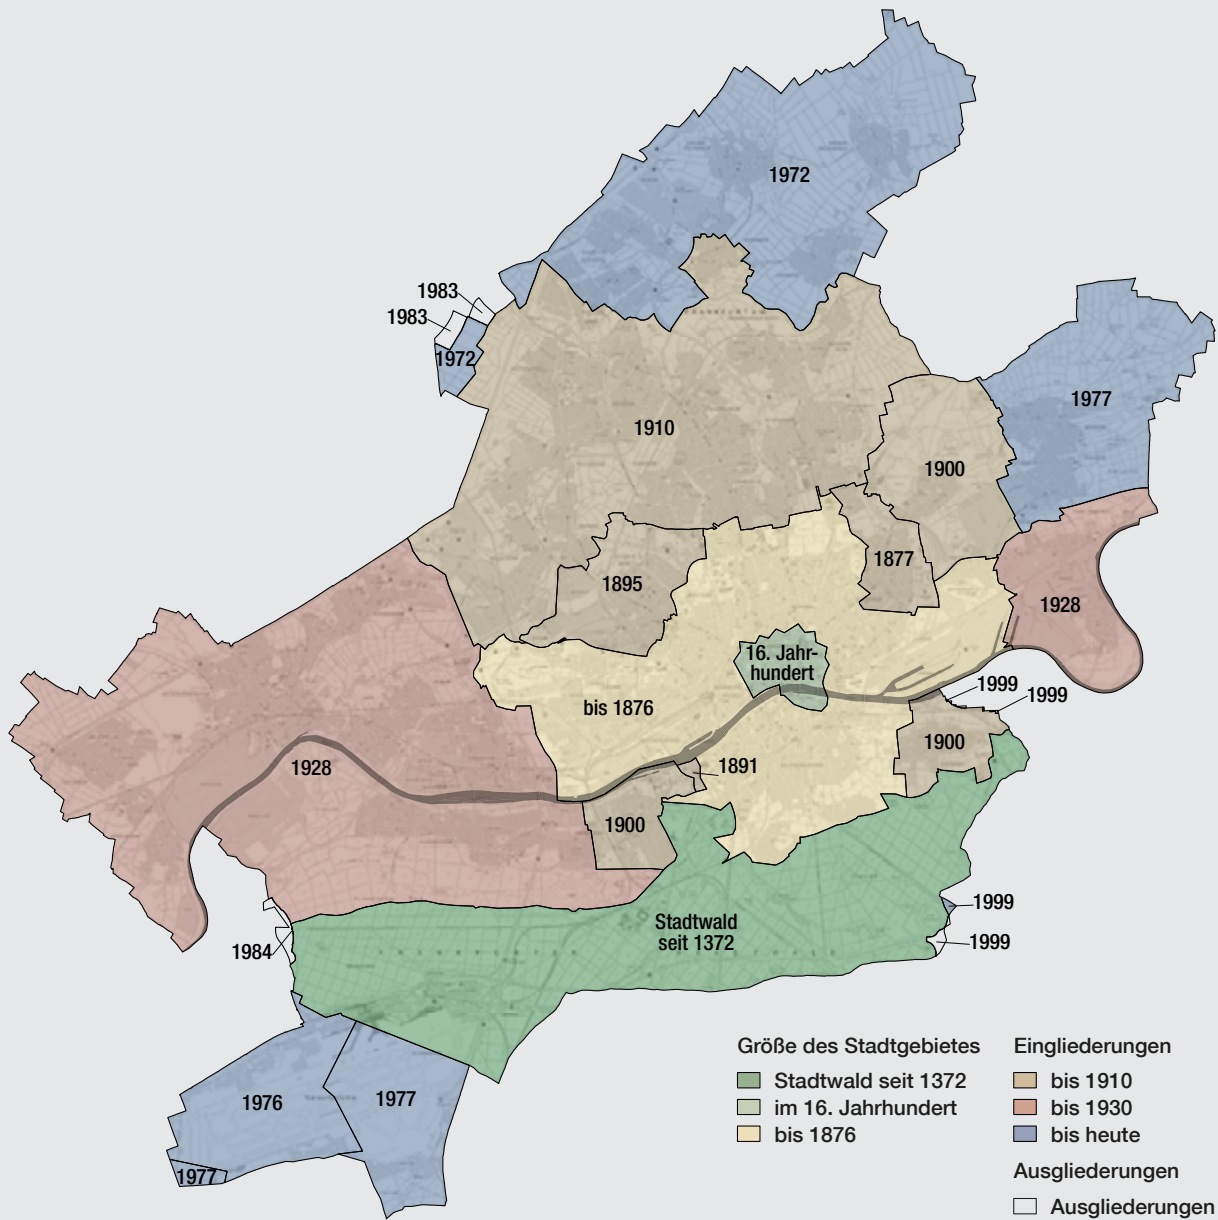 1972
1983
1983
1972
1977
1910
1900
1877
1895
1928
16. Jahr-
hundert
1999
1999
bis 1876
1900
1891
1928
1900
1999
Stadtwald
seit 1372
1999
1984
1976
1977
1977
Größe des Stadtgebietes
Stadtwald seit 1372
im 16. Jahrhundert
bis 1876
Eingliederungen
bis 1910
bis 1930
bis heute
Ausgliederungen
Ausgliederungen